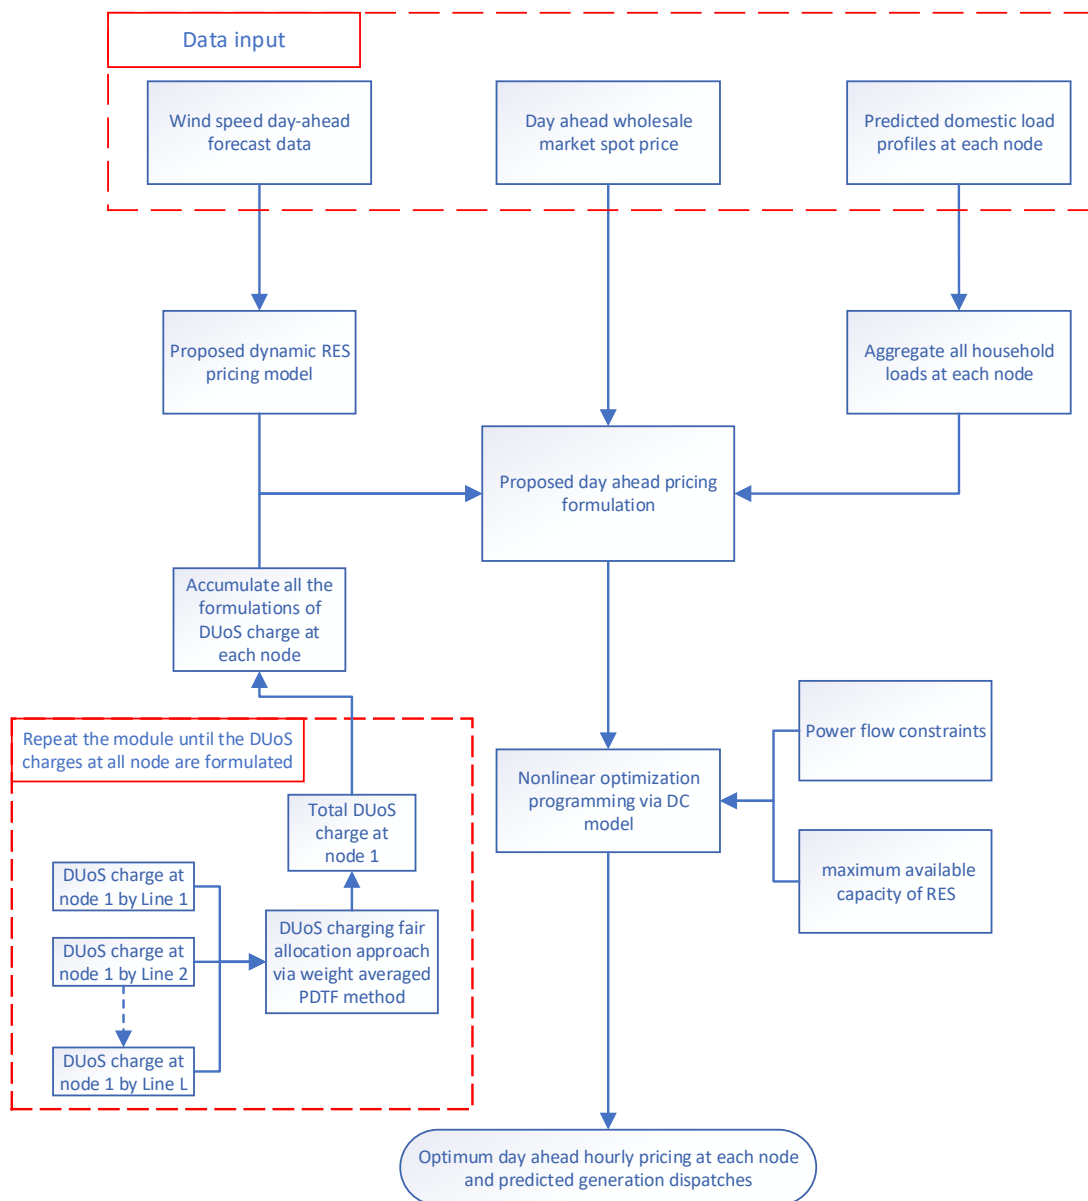 Data input
Wind speed day-ahead
forecast data
Day ahead wholesale
market spot price
Predicted domestic load
profiles at each node
Proposed dynamic RES
pricing model
Aggregate all household
loads at each node
Proposed day ahead pricing
formulation
Accumulate all the
formulations of
DUoS charge at
each node
Repeat the module until the DUoS
charges at all node are formulated
Power flow constraints
Nonlinear optimization
programming via DC
model
Total DUoS
charge at
node 1
maximum available
capacity of RES
DUoS charge at
node 1 by Line 1
DUoS charge at
node 1 by Line 2
DUoS charging fair
allocation approach
via weight averaged
PDTF method
DUoS charge at
node 1 by Line L
Optimum day ahead hourly pricing at each node
and predicted generation dispatches